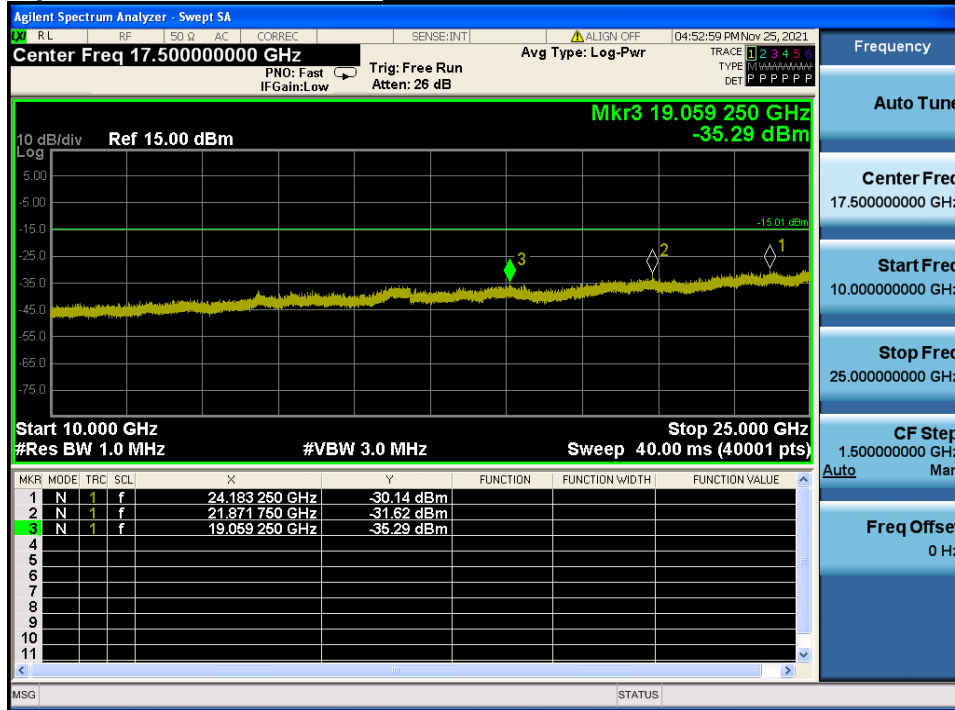 Agilent Spectrum Analyzer - Swept SA
LXI RL RF 50 Ω AC CORREC SENSE:INT ALIGN OFF 04:52:59 PM Nov 25, 2021
Center Freq 17.500000000 GHz
PNO: Fast
IFGain:Low
Trig: Free Run
Atten: 26 dB
Avg Type: Log-Pwr
TRACE 1 2 3 4 5 6
TYPE M
DET P P P P P P
Mkr3 19.059 250 GHz
-35.29 dBm
10 dB/div Ref 15.00 dBm
Log
5.00
-5.00
-15.0
-15.01 dBm
-25.0
3
2
1
-35.0
-45.0
-55.0
-65.0
-75.0
Start 10.000 GHz Stop 25.000 GHz
#Res BW 1.0 MHz #VBW 3.0 MHz Sweep 40.00 ms (40001 pts)
MKR MODE TRC SCL X Y FUNCTION FUNCTION WIDTH FUNCTION VALUE
1 N 1 f 24.183 250 GHz -30.14 dBm
2 N 1 f 21.871 750 GHz -31.62 dBm
3 N 1 f 19.059 250 GHz -35.29 dBm
4
5
6
7
8
9
10
11
MSG STATUS
Frequency
Auto Tune
Center Freq
17.500000000 GHz
Start Freq
10.000000000 GHz
Stop Freq
25.000000000 GHz
CF Step
1.500000000 GHz
Auto Man
Freq Offset
0 Hz